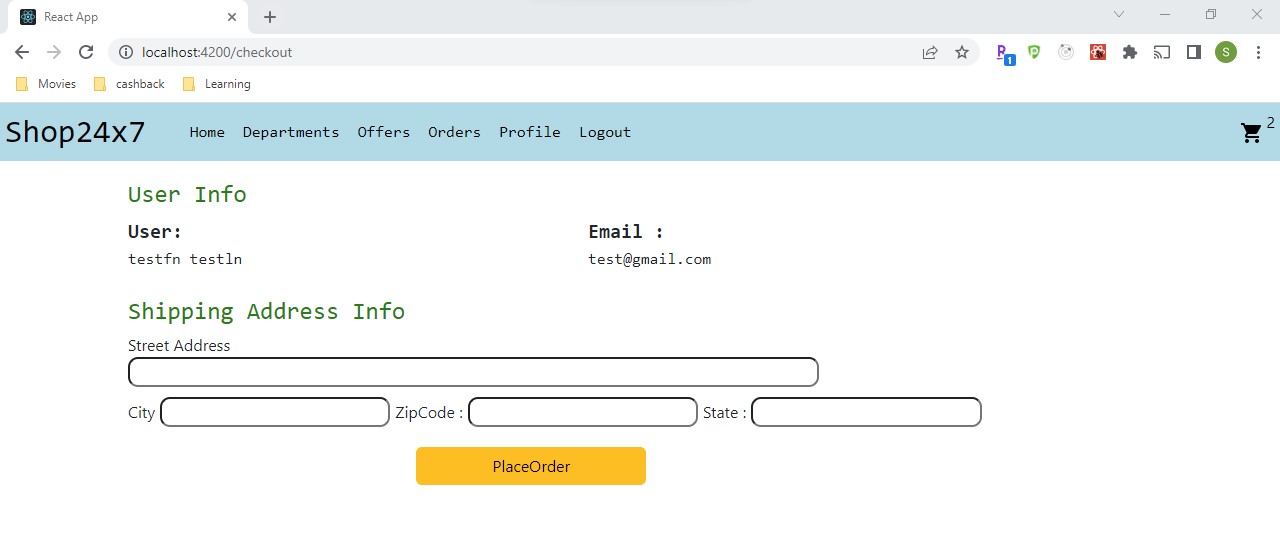 React App
localhost:4200/checkout
1
S
Movies cashback Learning
Shop24x7 Home Departments Offers Orders Profile Logout 2
User Info
User: Email :
testfn testln test@gmail.com
Shipping Address Info
Street Address
City ZipCode : State :
PlaceOrder